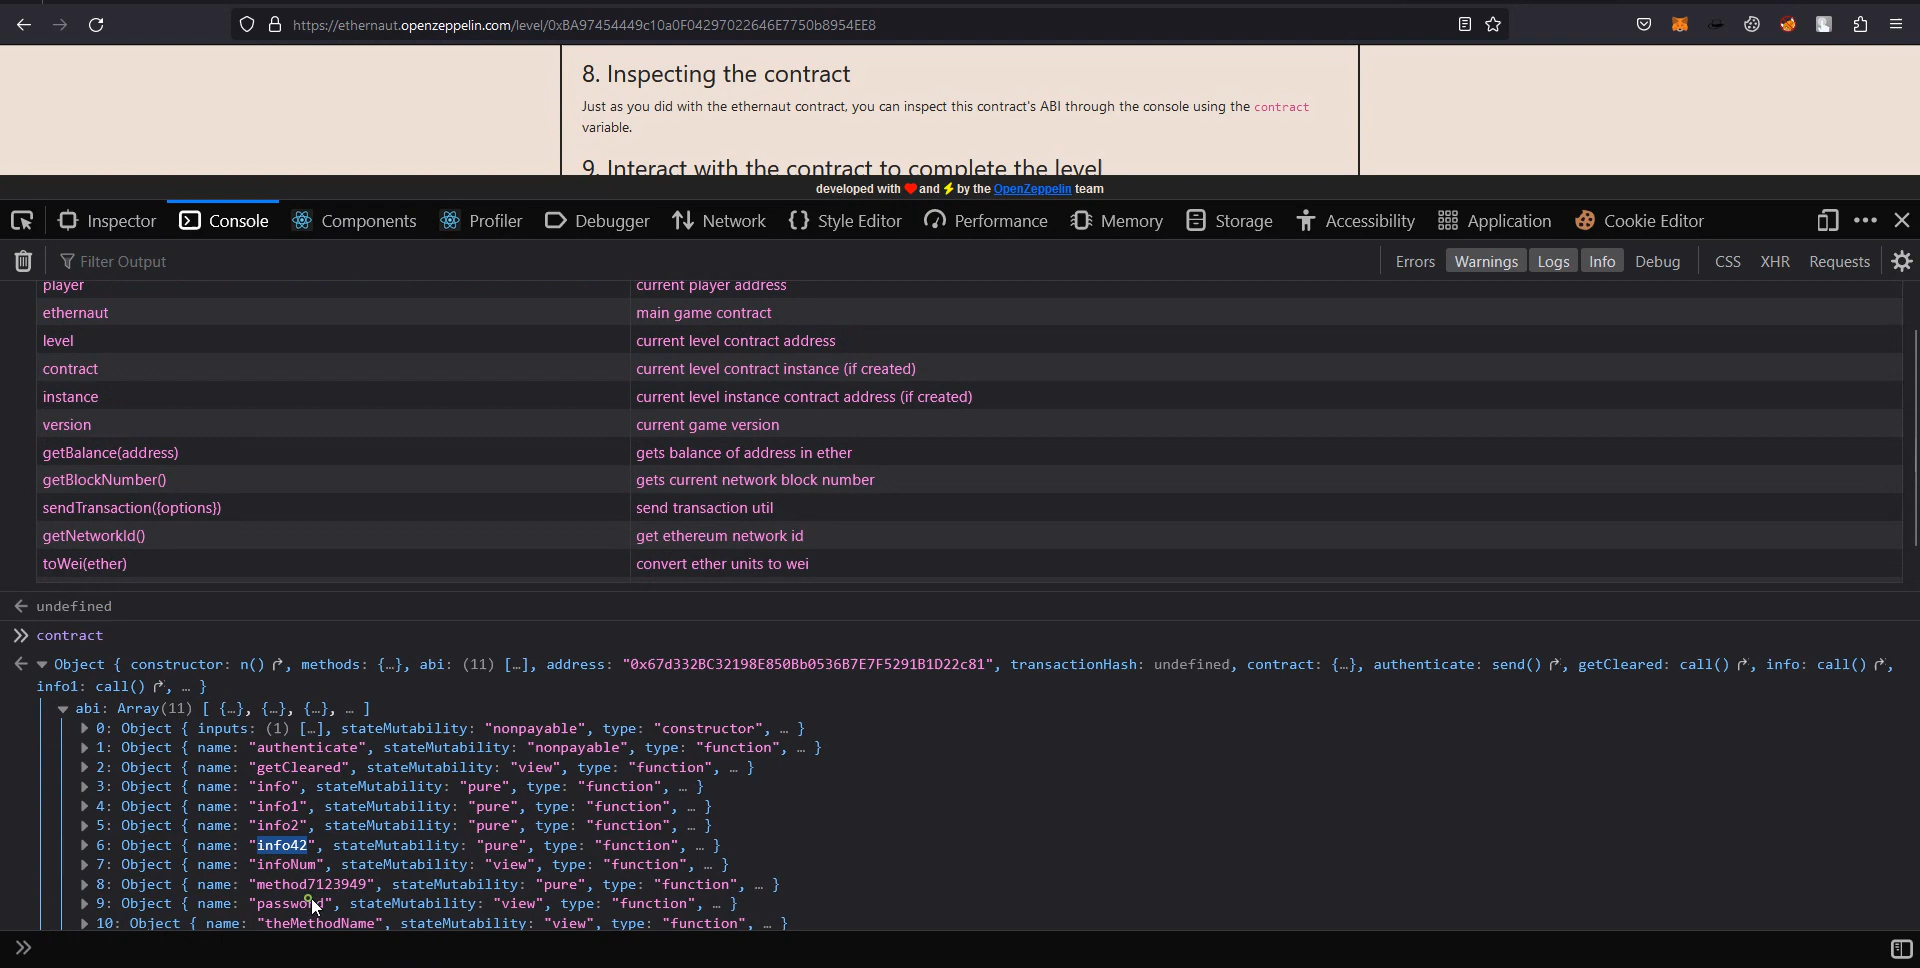 https://ethernaut.openzeppelin.com/level/0xBA97454449c10a0F04297022646E7750b8954EE8
8. Inspecting the contract
Just as you did with the ethernaut contract, you can inspect this contract's ABI through the console using the contract
variable.
9. Interact with the contract to complete the level
developed with ❤ and ⚡ by the OpenZeppelin team
Inspector Console Components Profiler Debugger Network {} Style Editor Performance Memory Storage Accessibility Application Cookie Editor
Filter Output Errors Warnings Logs Info Debug CSS XHR Requests
player current player address
ethernaut main game contract
level current level contract address
contract current level contract instance (if created)
instance current level instance contract address (if created)
version current game version
getBalance(address) gets balance of address in ether
getBlockNumber() gets current network block number
sendTransaction({options}) send transaction util
getNetworkId() get ethereum network id
toWei(ether) convert ether units to wei
← undefined
» contract
← ▼ Object { constructor: n() ↱, methods: {…}, abi: (11) […], address: "0x67d332BC32198E850Bb0536B7E7F5291B1D22c81", transactionHash: undefined, contract: {…}, authenticate: send() ↱, getCleared: call() ↱, info: call() ↱,
info1: call() ↱, … }
▼ abi: Array(11) [ {…}, {…}, {…}, … ]
▶ 0: Object { inputs: (1) […], stateMutability: "nonpayable", type: "constructor", … }
▶ 1: Object { name: "authenticate", stateMutability: "nonpayable", type: "function", … }
▶ 2: Object { name: "getCleared", stateMutability: "view", type: "function", … }
▶ 3: Object { name: "info", stateMutability: "pure", type: "function", … }
▶ 4: Object { name: "info1", stateMutability: "pure", type: "function", … }
▶ 5: Object { name: "info2", stateMutability: "pure", type: "function", … }
▶ 6: Object { name: "info42", stateMutability: "pure", type: "function", … }
▶ 7: Object { name: "infoNum", stateMutability: "view", type: "function", … }
▶ 8: Object { name: "method7123949", stateMutability: "pure", type: "function", … }
▶ 9: Object { name: "password", stateMutability: "view", type: "function", … }
▶ 10: Object { name: "theMethodName", stateMutability: "view", type: "function", … }
»